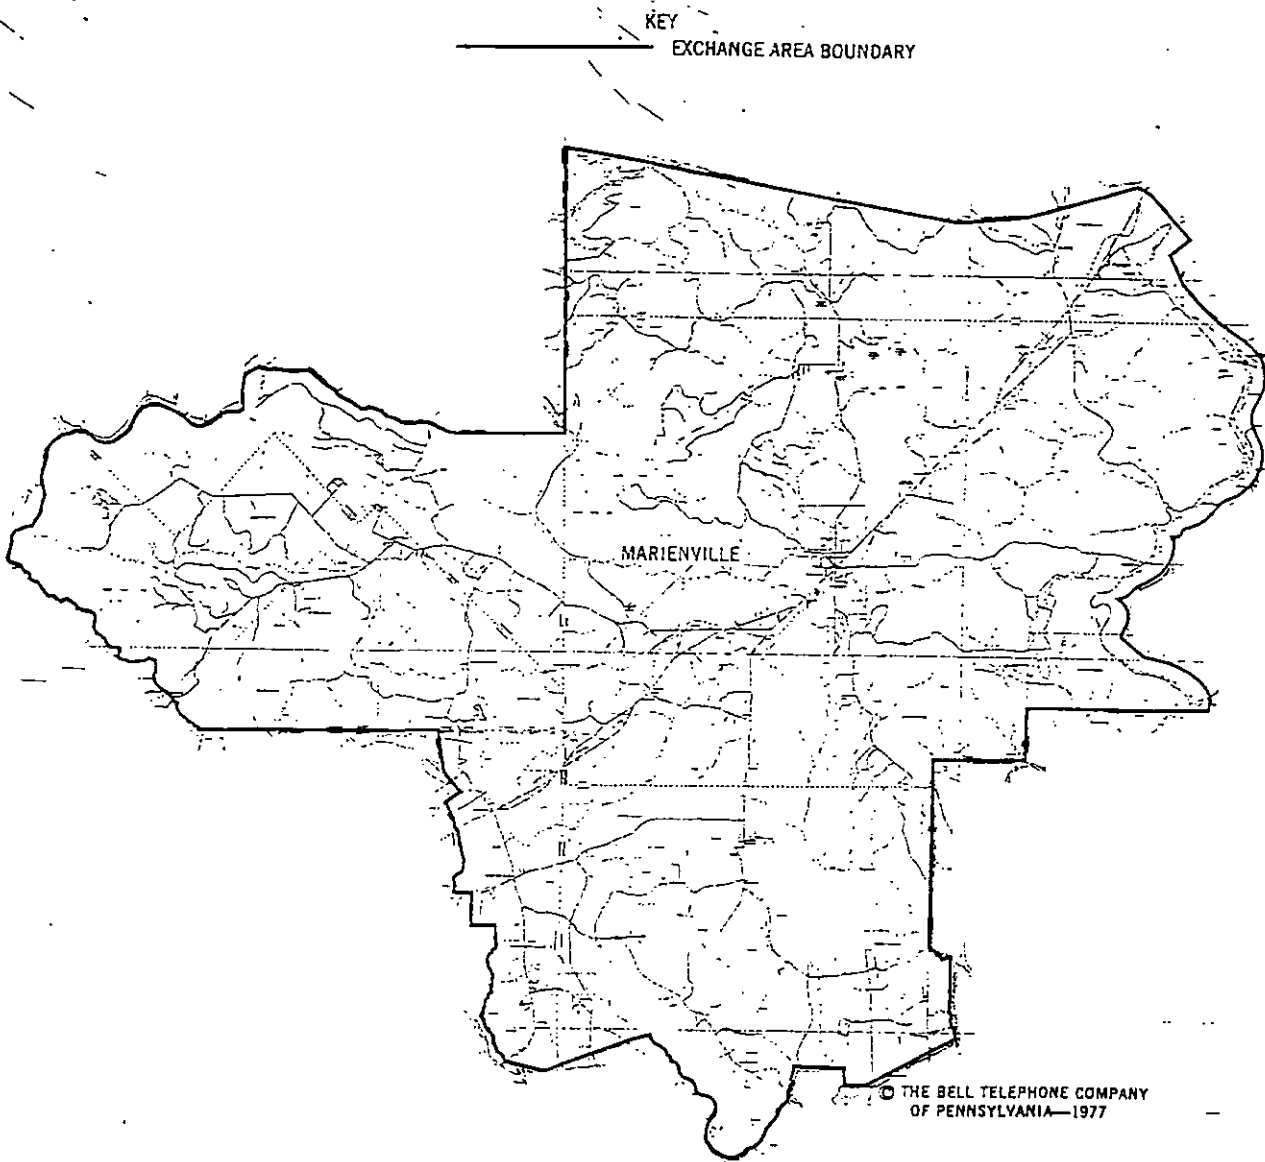 KEY
EXCHANGE AREA BOUNDARY
MARIENVILLE
© THE BELL TELEPHONE COMPANY
OF PENNSYLVANIA—1977